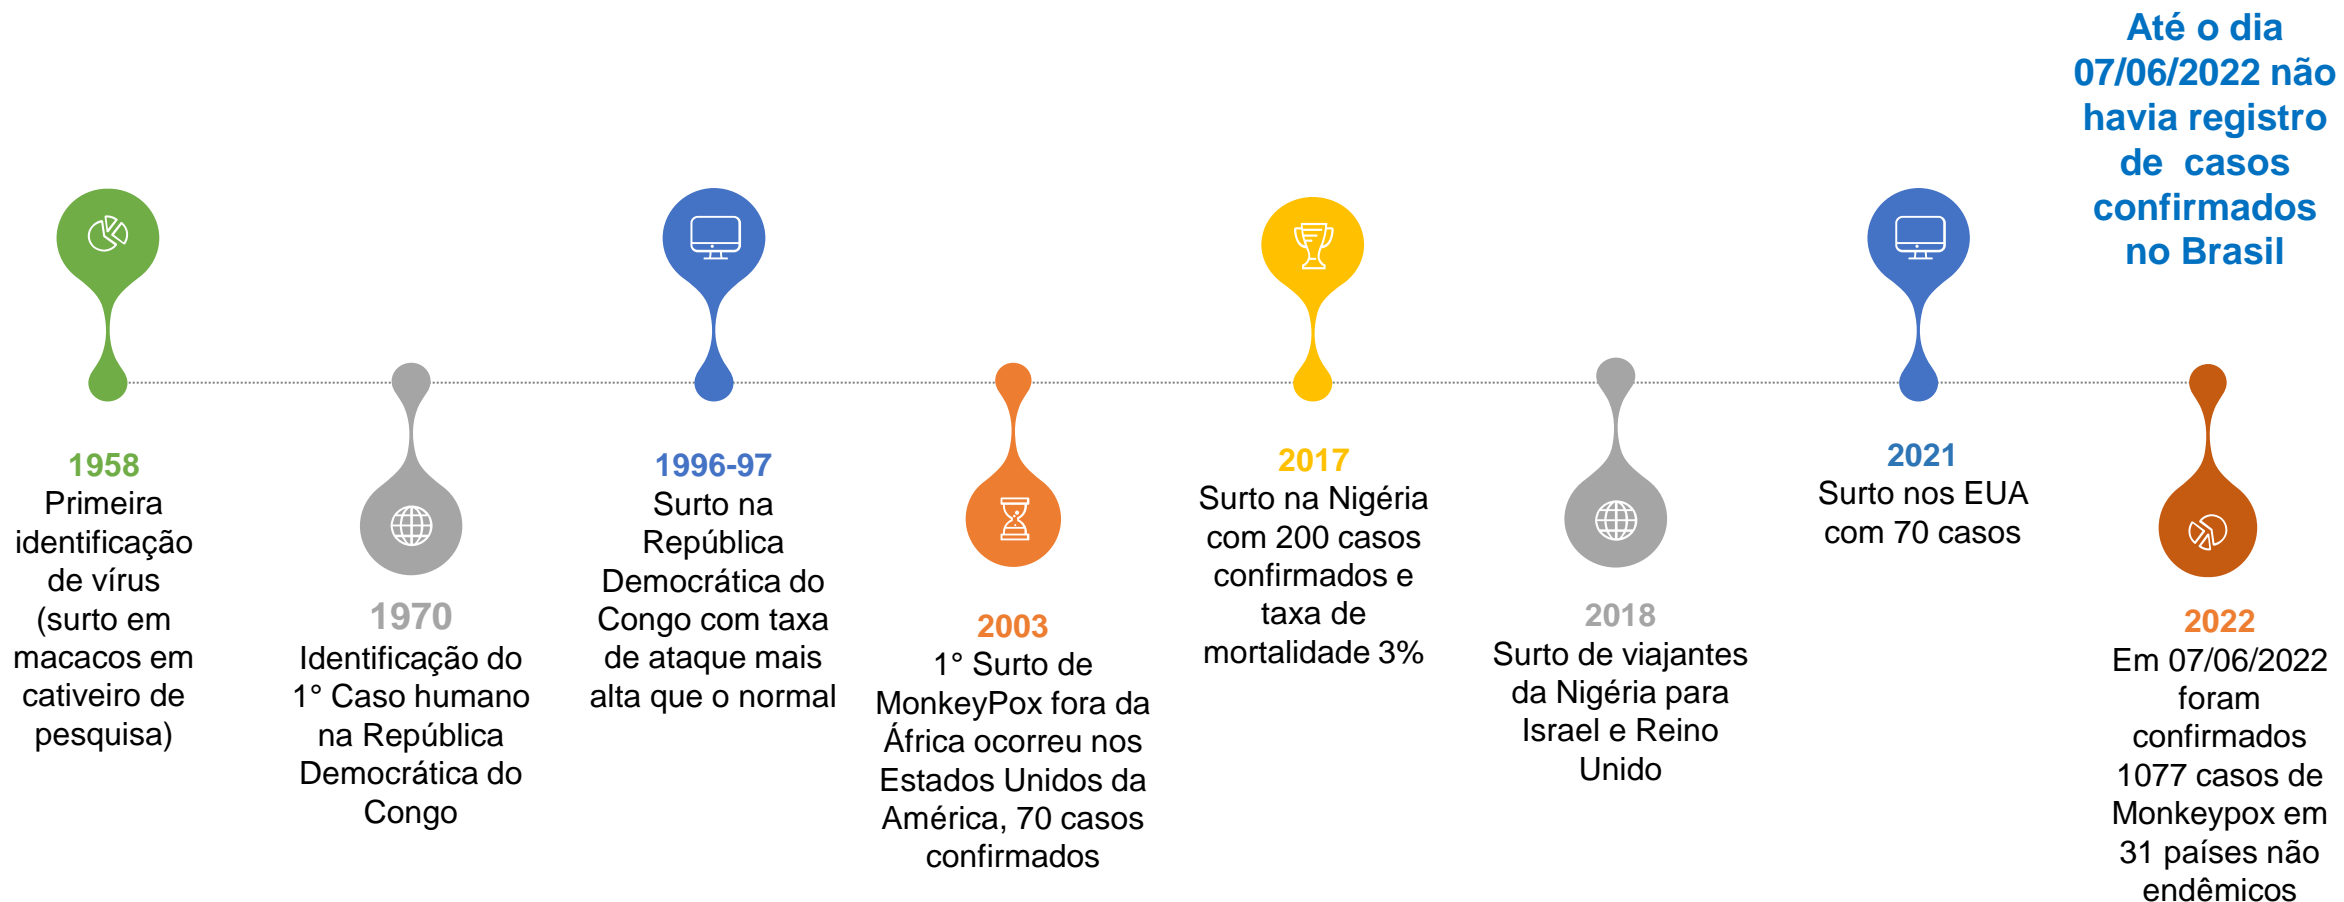 Até o dia
07/06/2022 não
havia registro
de casos
confirmados
no Brasil
1958
Primeira
identificação
de vírus
(surto em
macacos em
cativeiro de
pesquisa)
1970
Identificação do
1° Caso humano
na República
Democrática do
Congo
1996-97
Surto na
República
Democrática do
Congo com taxa
de ataque mais
alta que o normal
2003
1° Surto de
MonkeyPox fora da
África ocorreu nos
Estados Unidos da
América, 70 casos
confirmados
2017
Surto na Nigéria
com 200 casos
confirmados e
taxa de
mortalidade 3%
2018
Surto de viajantes
da Nigéria para
Israel e Reino
Unido
2021
Surto nos EUA
com 70 casos
2022
Em 07/06/2022
foram
confirmados
1077 casos de
Monkeypox em
31 países não
endêmicos